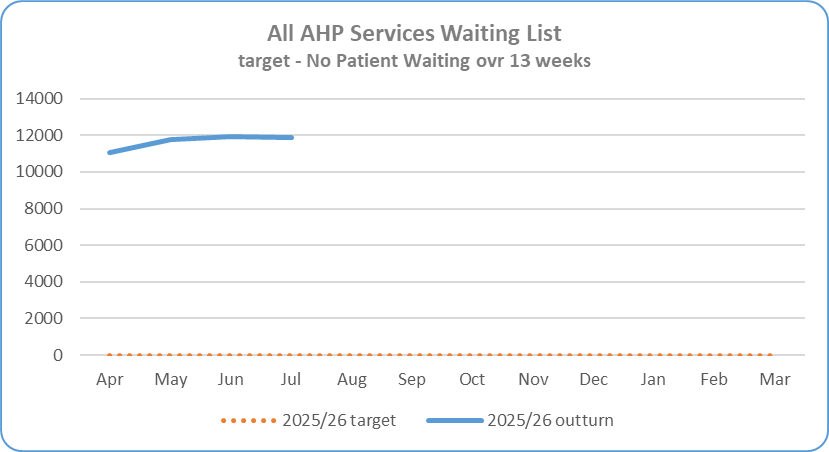 All AHP Services Waiting List
target - No Patient Waiting ovr 13 weeks
14000
12000
10000
8000
6000
4000
2000
0
Apr May Jun Jul Aug Sep Oct Nov Dec Jan Feb Mar
2025/26 target 2025/26 outturn